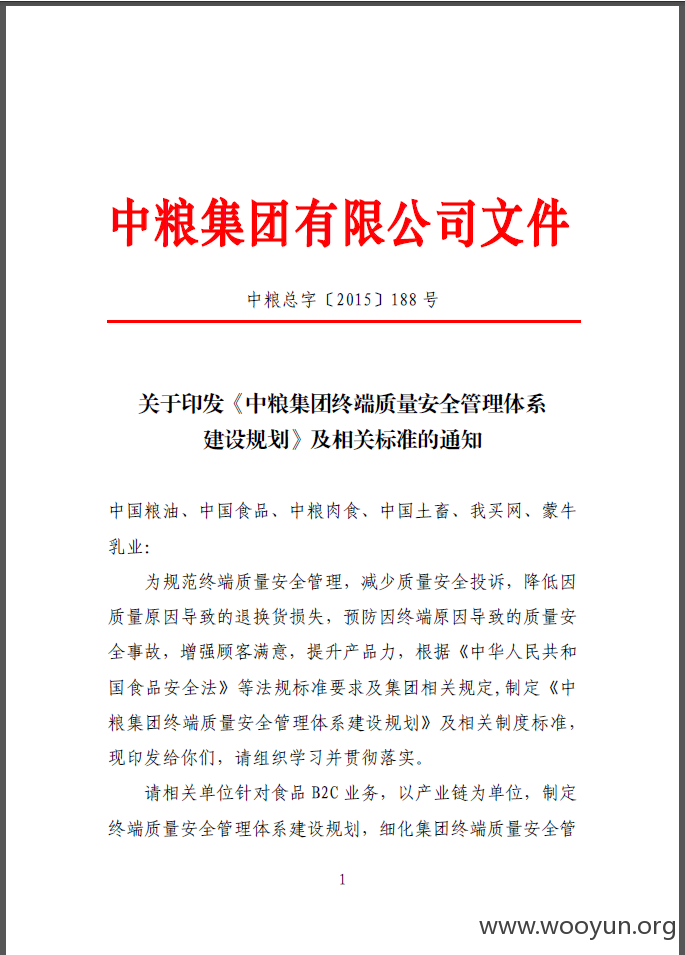 中粮集团有限公司文件
中粮总字〔2015〕188 号
关于印发《中粮集团终端质量安全管理体系
建设规划》及相关标准的通知
中国粮油、中国食品、中粮肉食、中国土畜、我买网、蒙牛
乳业：
为规范终端质量安全管理，减少质量安全投诉，降低因
质量原因导致的退换货损失，预防因终端原因导致的质量安
全事故，增强顾客满意，提升产品力，根据《中华人民共和
国食品安全法》等法规标准要求及集团相关规定,制定《中
粮集团终端质量安全管理体系建设规划》及相关制度标准，
现印发给你们，请组织学习并贯彻落实。
请相关单位针对食品 B2C 业务，以产业链为单位，制定
终端质量安全管理体系建设规划，细化集团终端质量安全管
1
www.wooyun.org